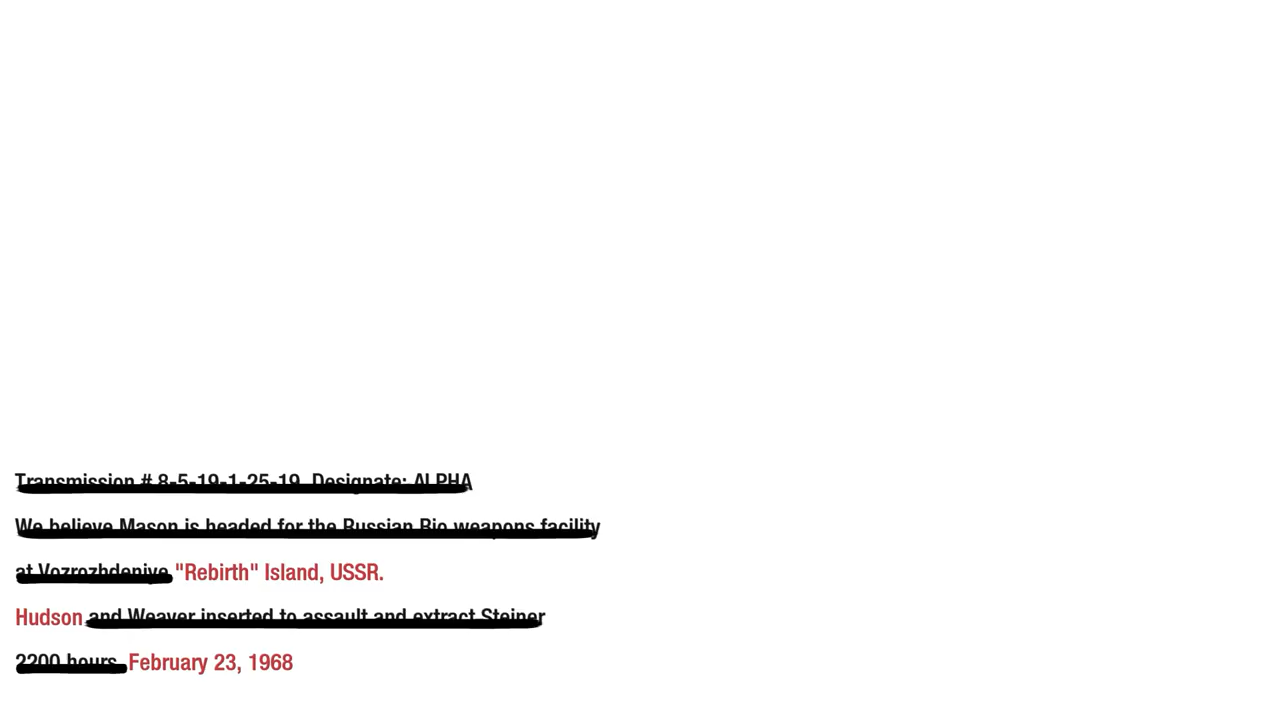 Transmission # 8-5-19-1-25-19, Designate: ALPHA
We believe Mason is headed for the Russian Bio weapons facility
at Vozrozhdeniye "Rebirth" Island, USSR.
Hudson and Weaver inserted to assault and extract Steiner
2200 hours, February 23, 1968